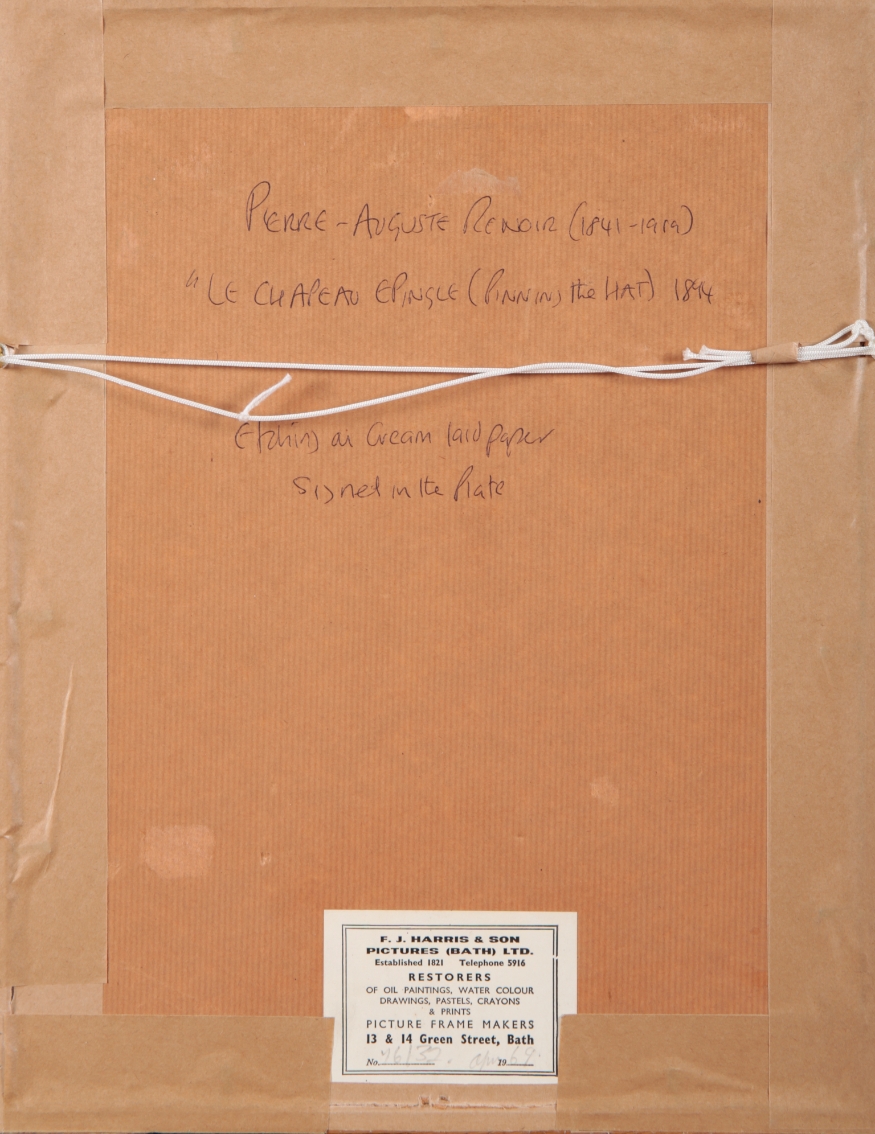 PIERRE-AUGUSTE RENOIR (1841-1919)
"LE CHAPEAU EPINGLE (PINNING the HAT) 1894
Etching on Cream laid paper
Signed in the Plate
F. J. HARRIS & SON
PICTURES (BATH) LTD.
Established 1821 Telephone 5916
RESTORERS
OF OIL PAINTINGS, WATER COLOUR
DRAWINGS, PASTELS, CRAYONS
& PRINTS
PICTURE FRAME MAKERS
13 & 14 Green Street, Bath
No. 19 69